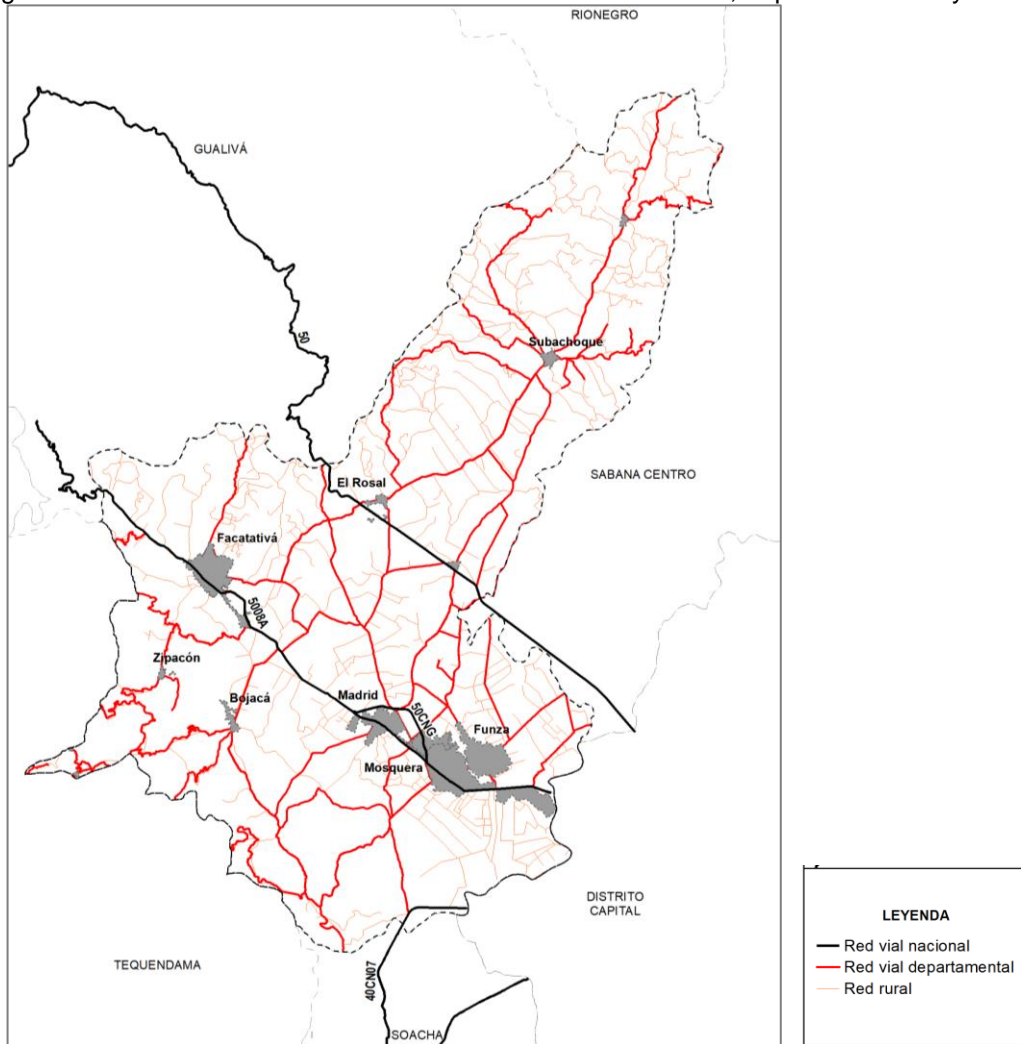 RIONEGRO
GUALIVÁ
50
Subachoque
SABANA CENTRO
El Rosal
Facatativá
5008A
Zipacón
Bojacá
Madrid
50CNG
Funza
Mosquera
DISTRITO
CAPITAL
TEQUENDAMA
40CN07
SOACHA
LEYENDA
Red vial nacional
Red vial departamental
Red rural